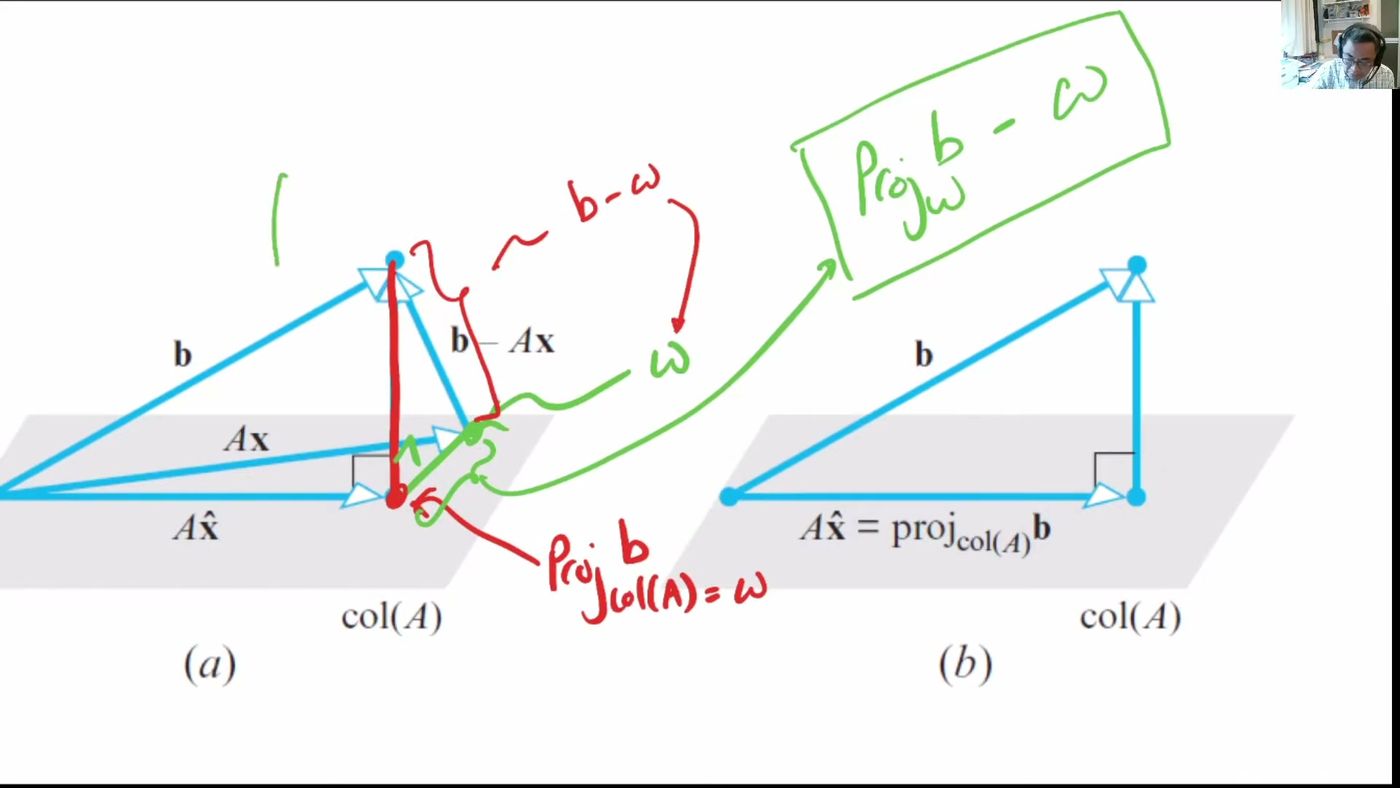 Proj_w b - w
b - w
b
b - Ax
w
b
Ax
Ax̂
Ax̂ = proj_col(A) b
Proj_col(A) b = w
col(A)
col(A)
(a)
(b)